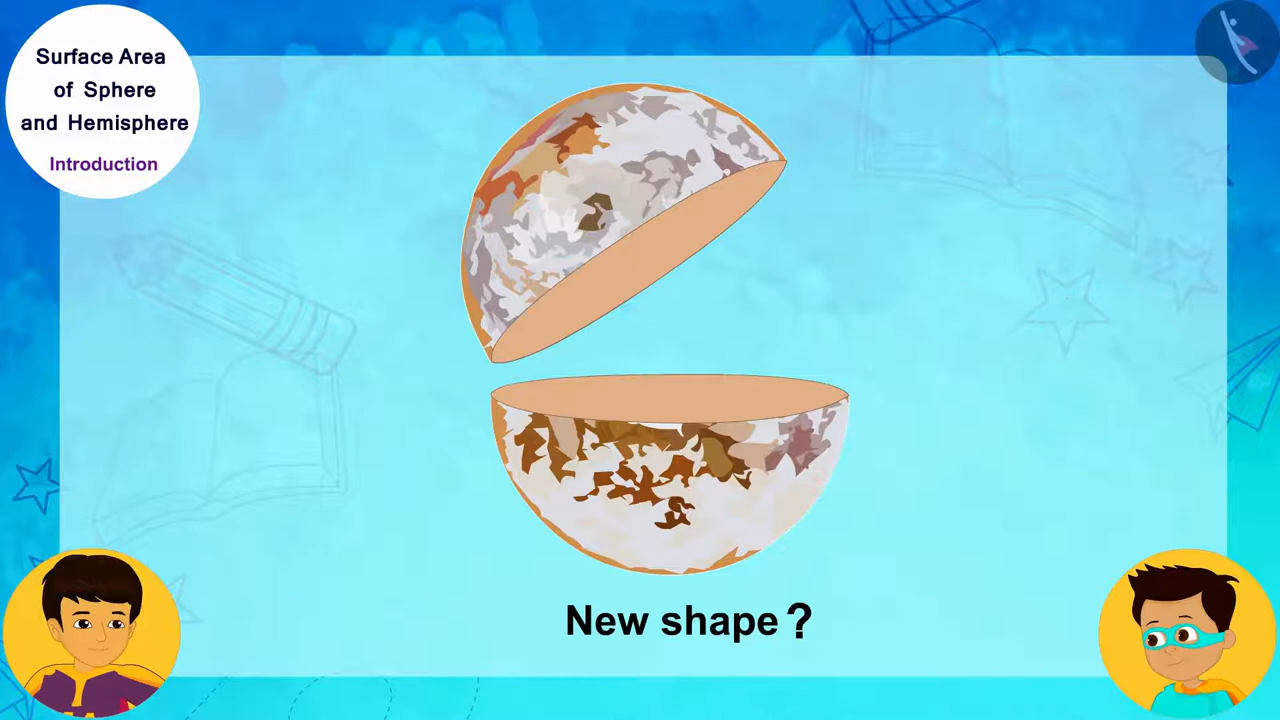 Surface Area
of Sphere
and Hemisphere
Introduction
New shape?